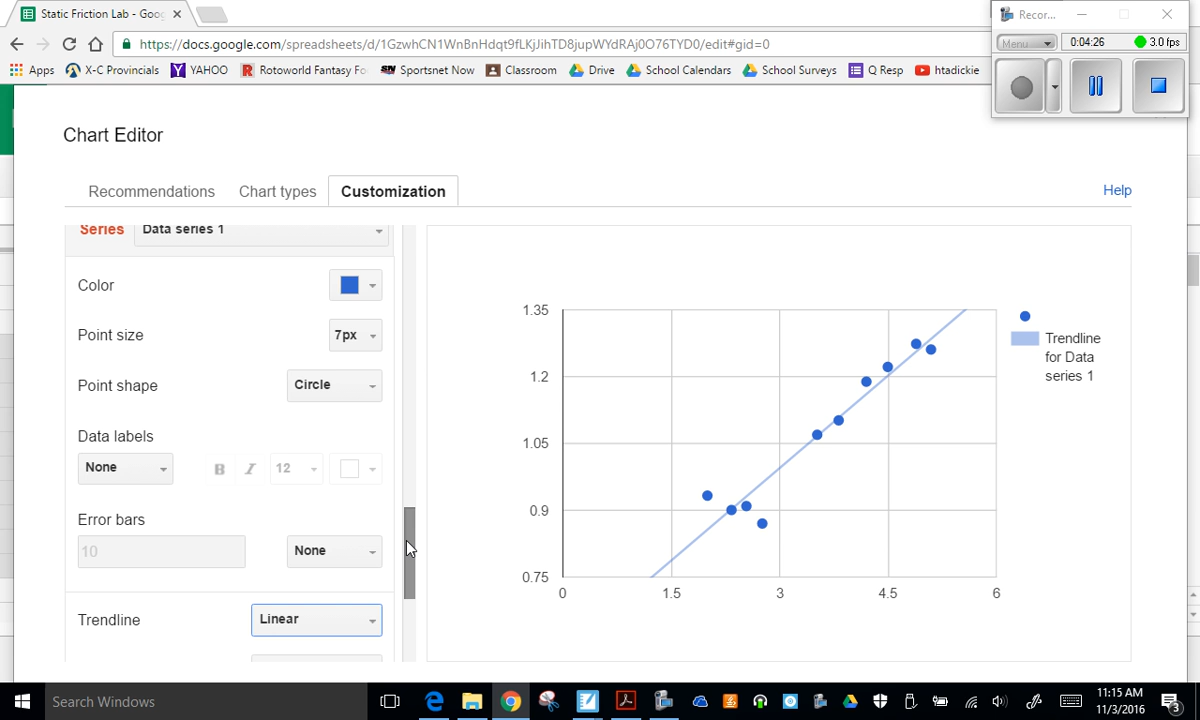 Static Friction Lab - Goog
Recor...
Menu
0:04:26
3.0 fps
https://docs.google.com/spreadsheets/d/1GzwhCN1WnBnHdqt9fLKjJihTD8jupWYdRAj0O76TYD0/edit#gid=0
Apps
X-C Provincials
YAHOO
Rotoworld Fantasy Fo
Sportsnet Now
Classroom
Drive
School Calendars
School Surveys
Q Resp
htadickie
Chart Editor
Recommendations
Chart types
Customization
Help
Series
Data series 1
Color
Point size
7px
Point shape
Circle
Data labels
None
B
I
12
Error bars
10
None
Trendline
Linear
1.35
1.2
1.05
0.9
0.75
0
1.5
3
4.5
6
Trendline
for Data
series 1
Search Windows
11:15 AM
11/3/2016
3